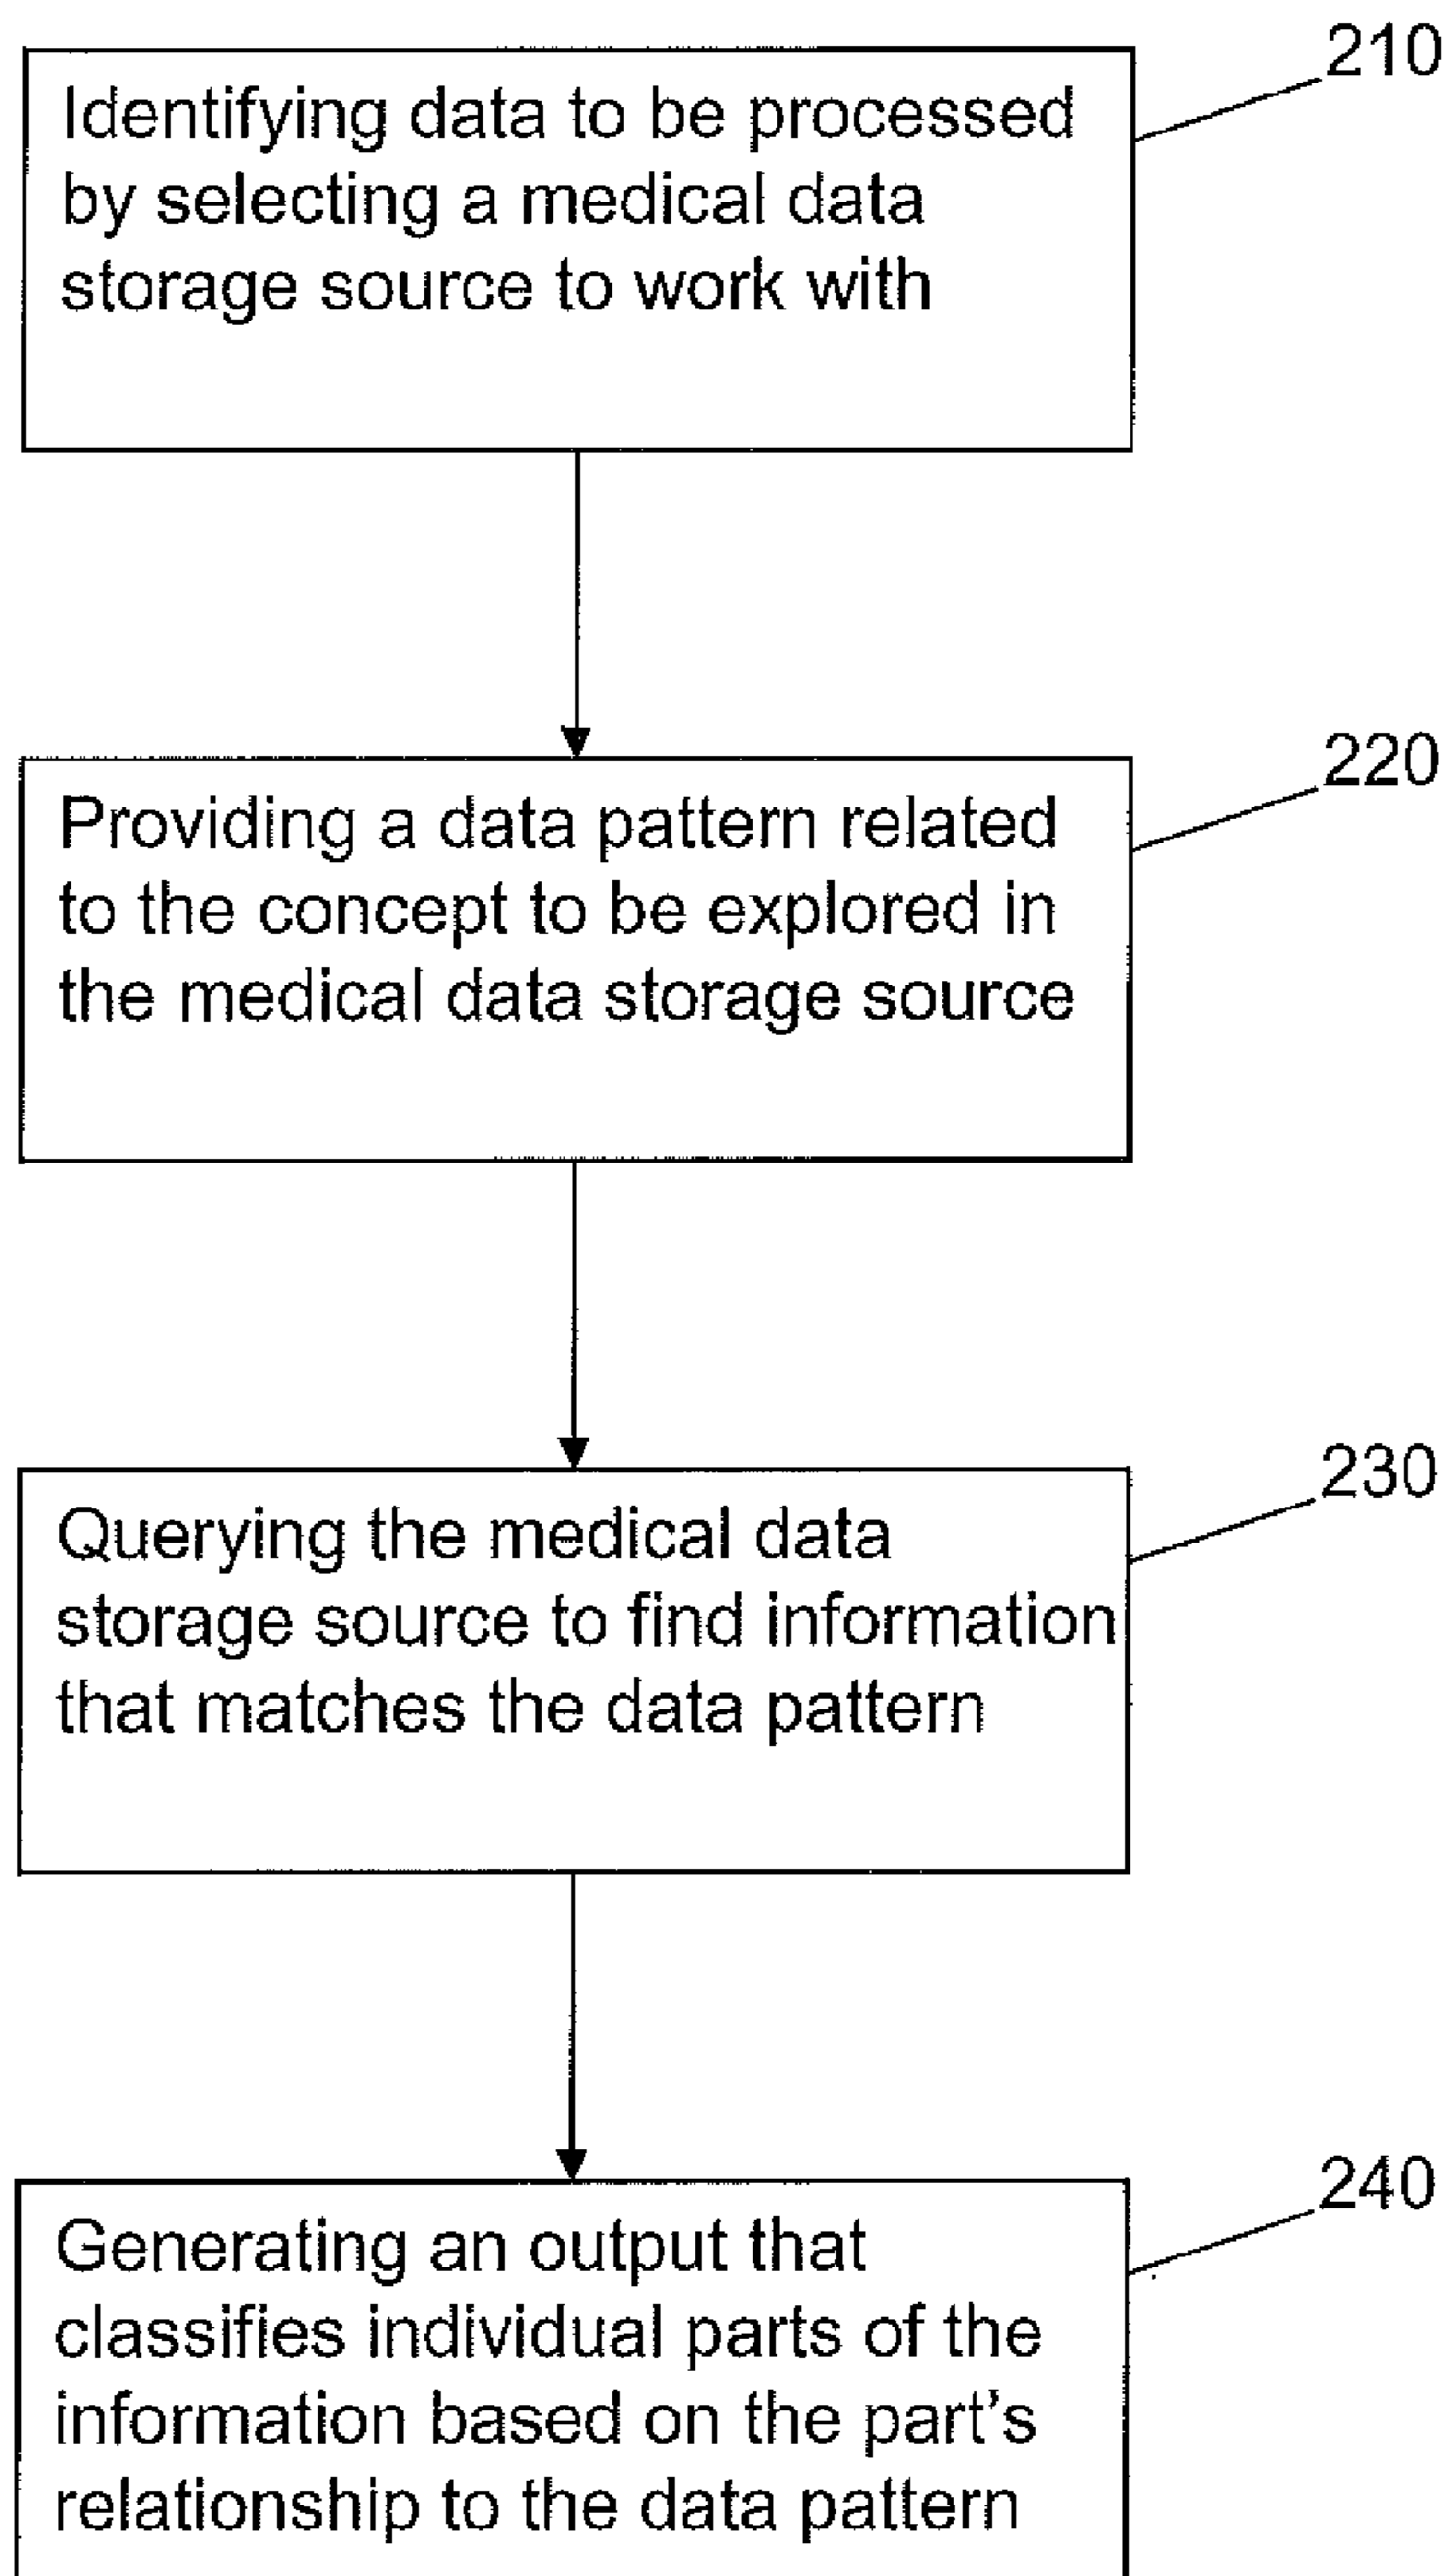 210
Identifying data to be processed
by selecting a medical data
storage source to work with
220
Providing a data pattern related
to the concept to be explored in
the medical data storage source
230
Querying the medical data
storage source to find information
that matches the data pattern
240
Generating an output that
classifies individual parts of the
information based on the part's
relationship to the data pattern